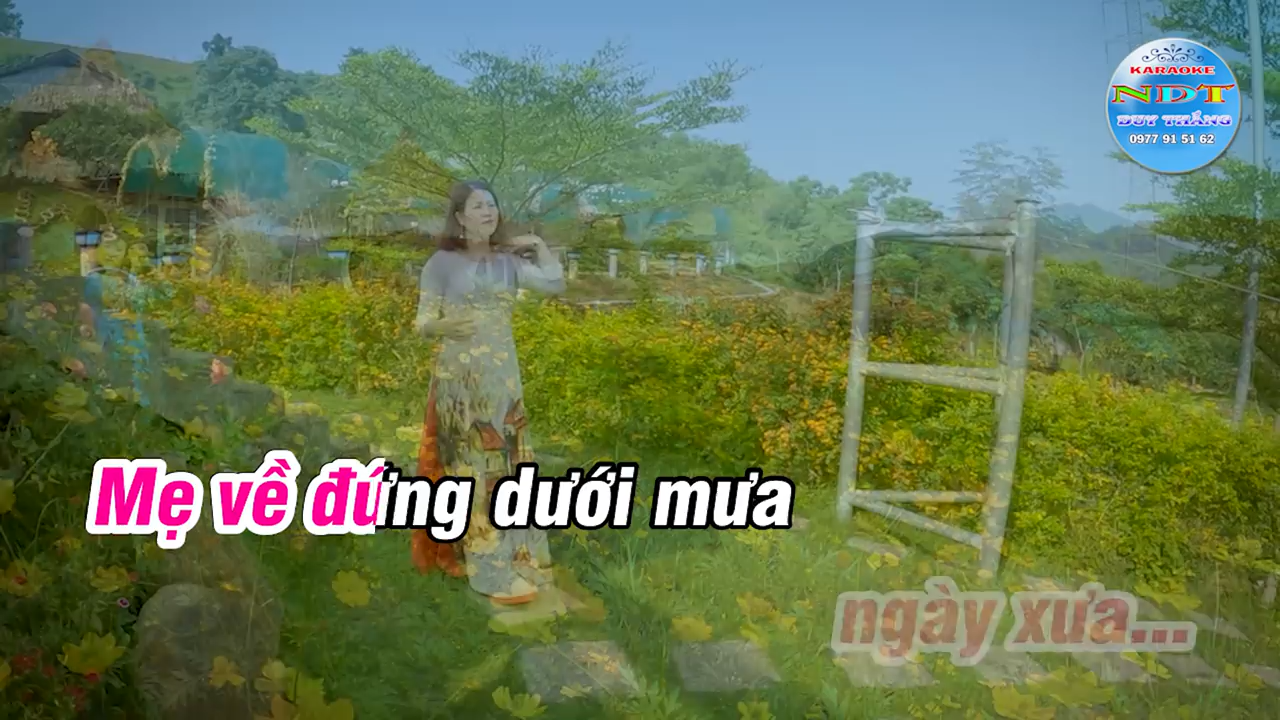 KARAOKE
NDT
DUY THẮNG
0977 91 51 62
Mẹ về đứng dưới mưa
ngày xưa...